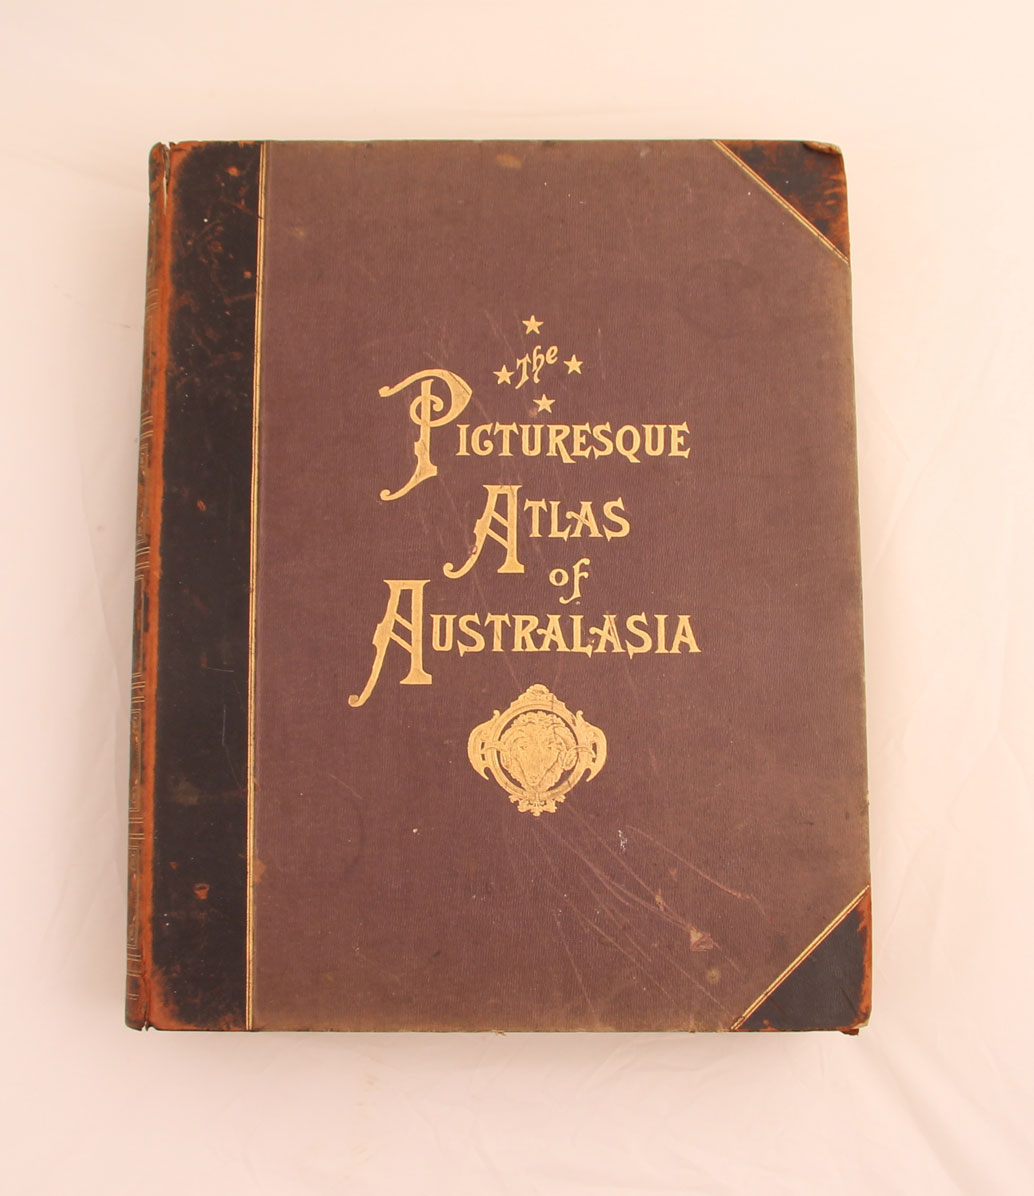 The
PICTURESQUE
ATLAS
OF
AUSTRALASIA